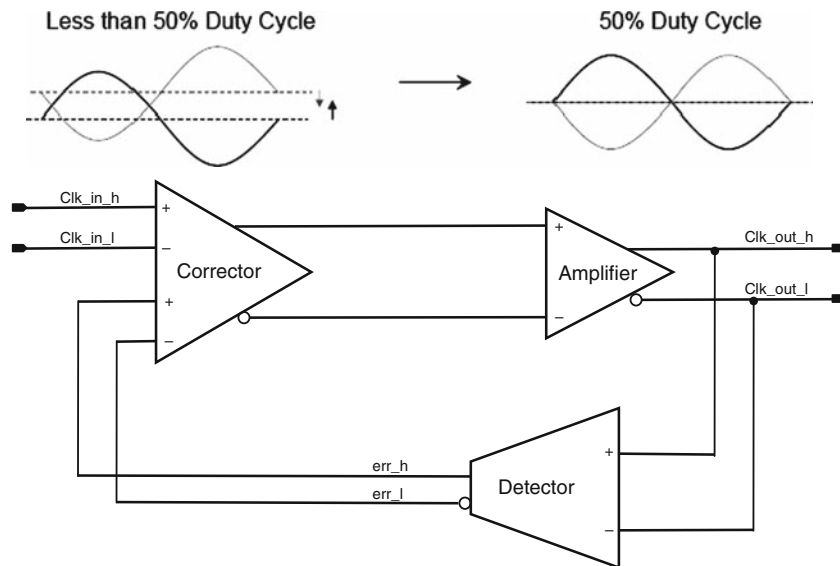 Less than 50% Duty Cycle
50% Duty Cycle
Clk_in_h
+
Clk_in_l
−
Corrector
+
−
+
Amplifier
−
Clk_out_h
Clk_out_l
err_h
err_l
Detector
+
−